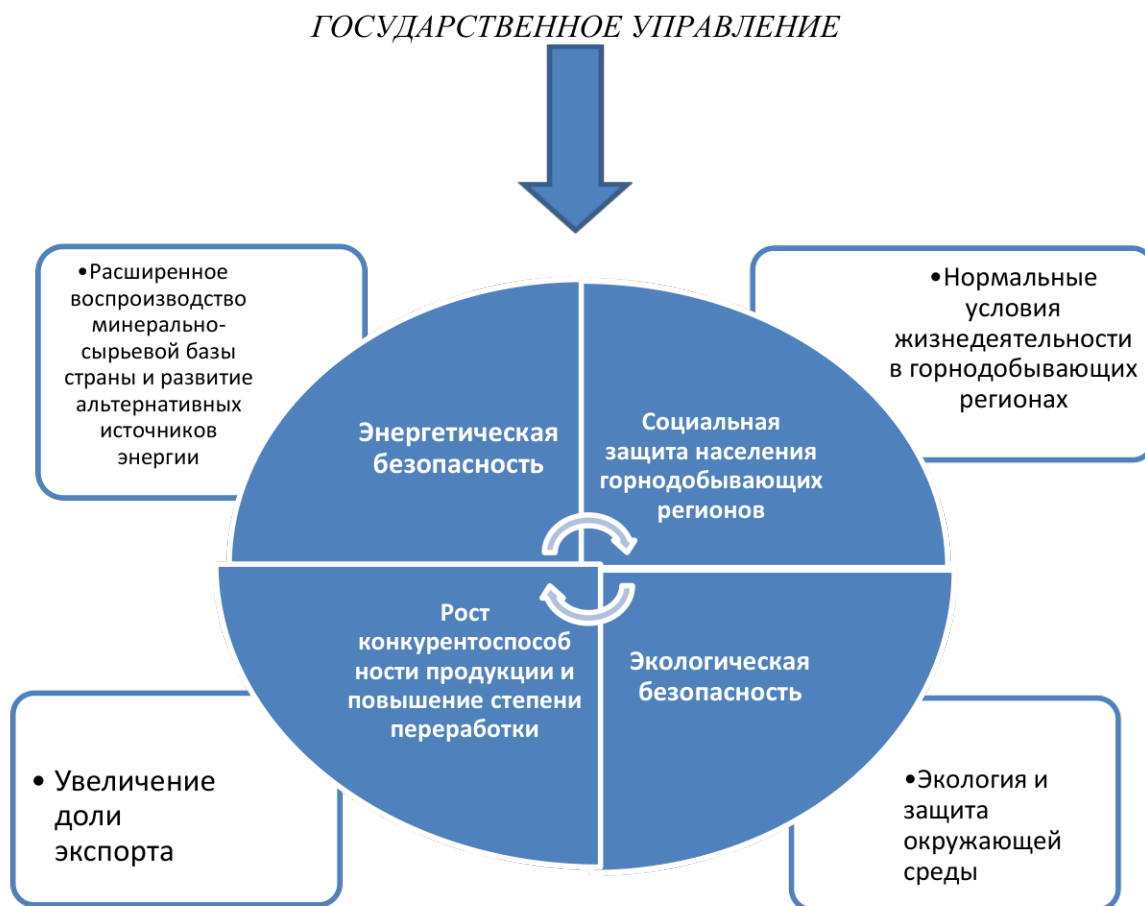 ГОСУДАРСТВЕННОЕ УПРАВЛЕНИЕ
•Расширенное
воспроизводство
минерально-
сырьевой базы
страны и развитие
альтернативных
источников
энергии
•Нормальные
условия
жизнедеятельности
в горнодобывающих
регионах
Энергетическая
безопасность
Социальная
защита населения
горнодобывающих
регионов
Рост
конкурентоспособ
ности продукции и
повышение степени
переработки
Экологическая
безопасность
• Увеличение
доли
экспорта
•Экология и
защита
окружающей
среды